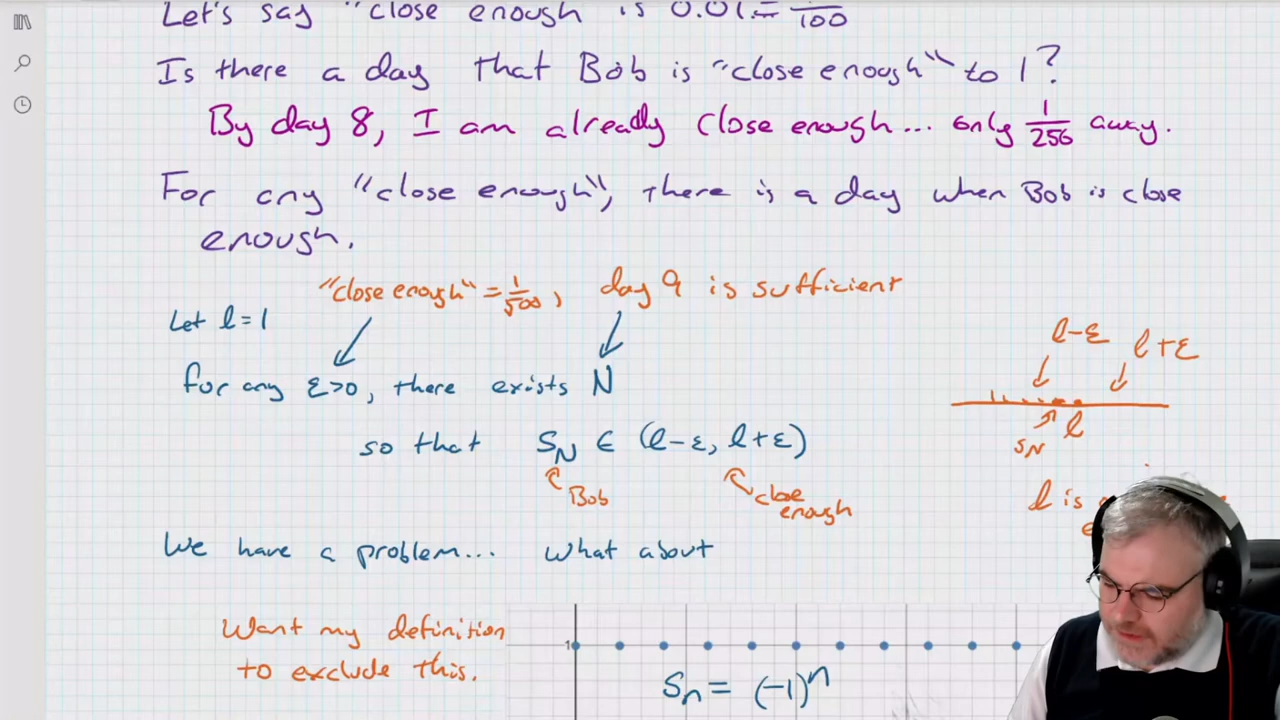 Let's say "close enough is 0.01 = 1/100
Is there a day that Bob is "close enough" to 1?
By day 8, I am already close enough... only 1/256 away.
For any "close enough", there is a day when Bob is close
enough.
"close enough" = 1/500, day 9 is sufficient
Let l = 1
for any ε>0, there exists N
so that S_N ∈ (l-ε, l+ε)
Bob
close
enough
l-ε
l+ε
S_N
l
l is
We have a problem... what about
Want my definition
to exclude this.
1
S_n = (-1)^n